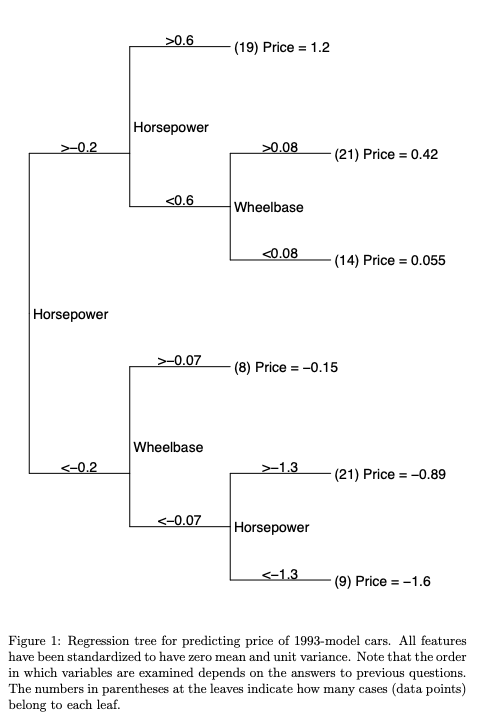 >0.6
(19) Price = 1.2
Horsepower
>−0.2
>0.08
(21) Price = 0.42
<0.6
Wheelbase
<0.08
(14) Price = 0.055
Horsepower
>−0.07
(8) Price = −0.15
Wheelbase
<−0.2
>−1.3
(21) Price = −0.89
<−0.07
Horsepower
<−1.3
(9) Price = −1.6
Figure 1: Regression tree for predicting price of 1993-model cars. All features
have been standardized to have zero mean and unit variance. Note that the order
in which variables are examined depends on the answers to previous questions.
The numbers in parentheses at the leaves indicate how many cases (data points)
belong to each leaf.